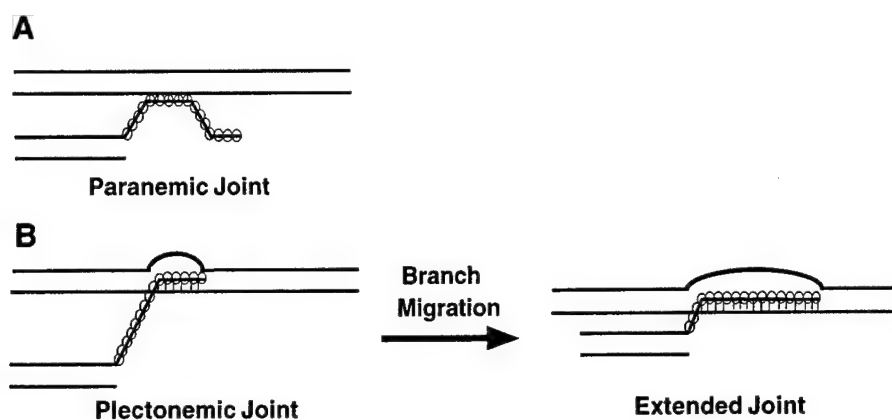 A
Paranemic Joint
B
Branch
Migration
Plectonemic Joint
Extended Joint